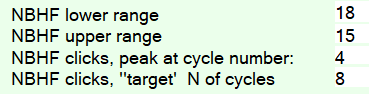 NBHF lower range 18
NBHF upper range 15
NBHF clicks, peak at cycle number: 4
NBHF clicks, "target' N of cycles 8